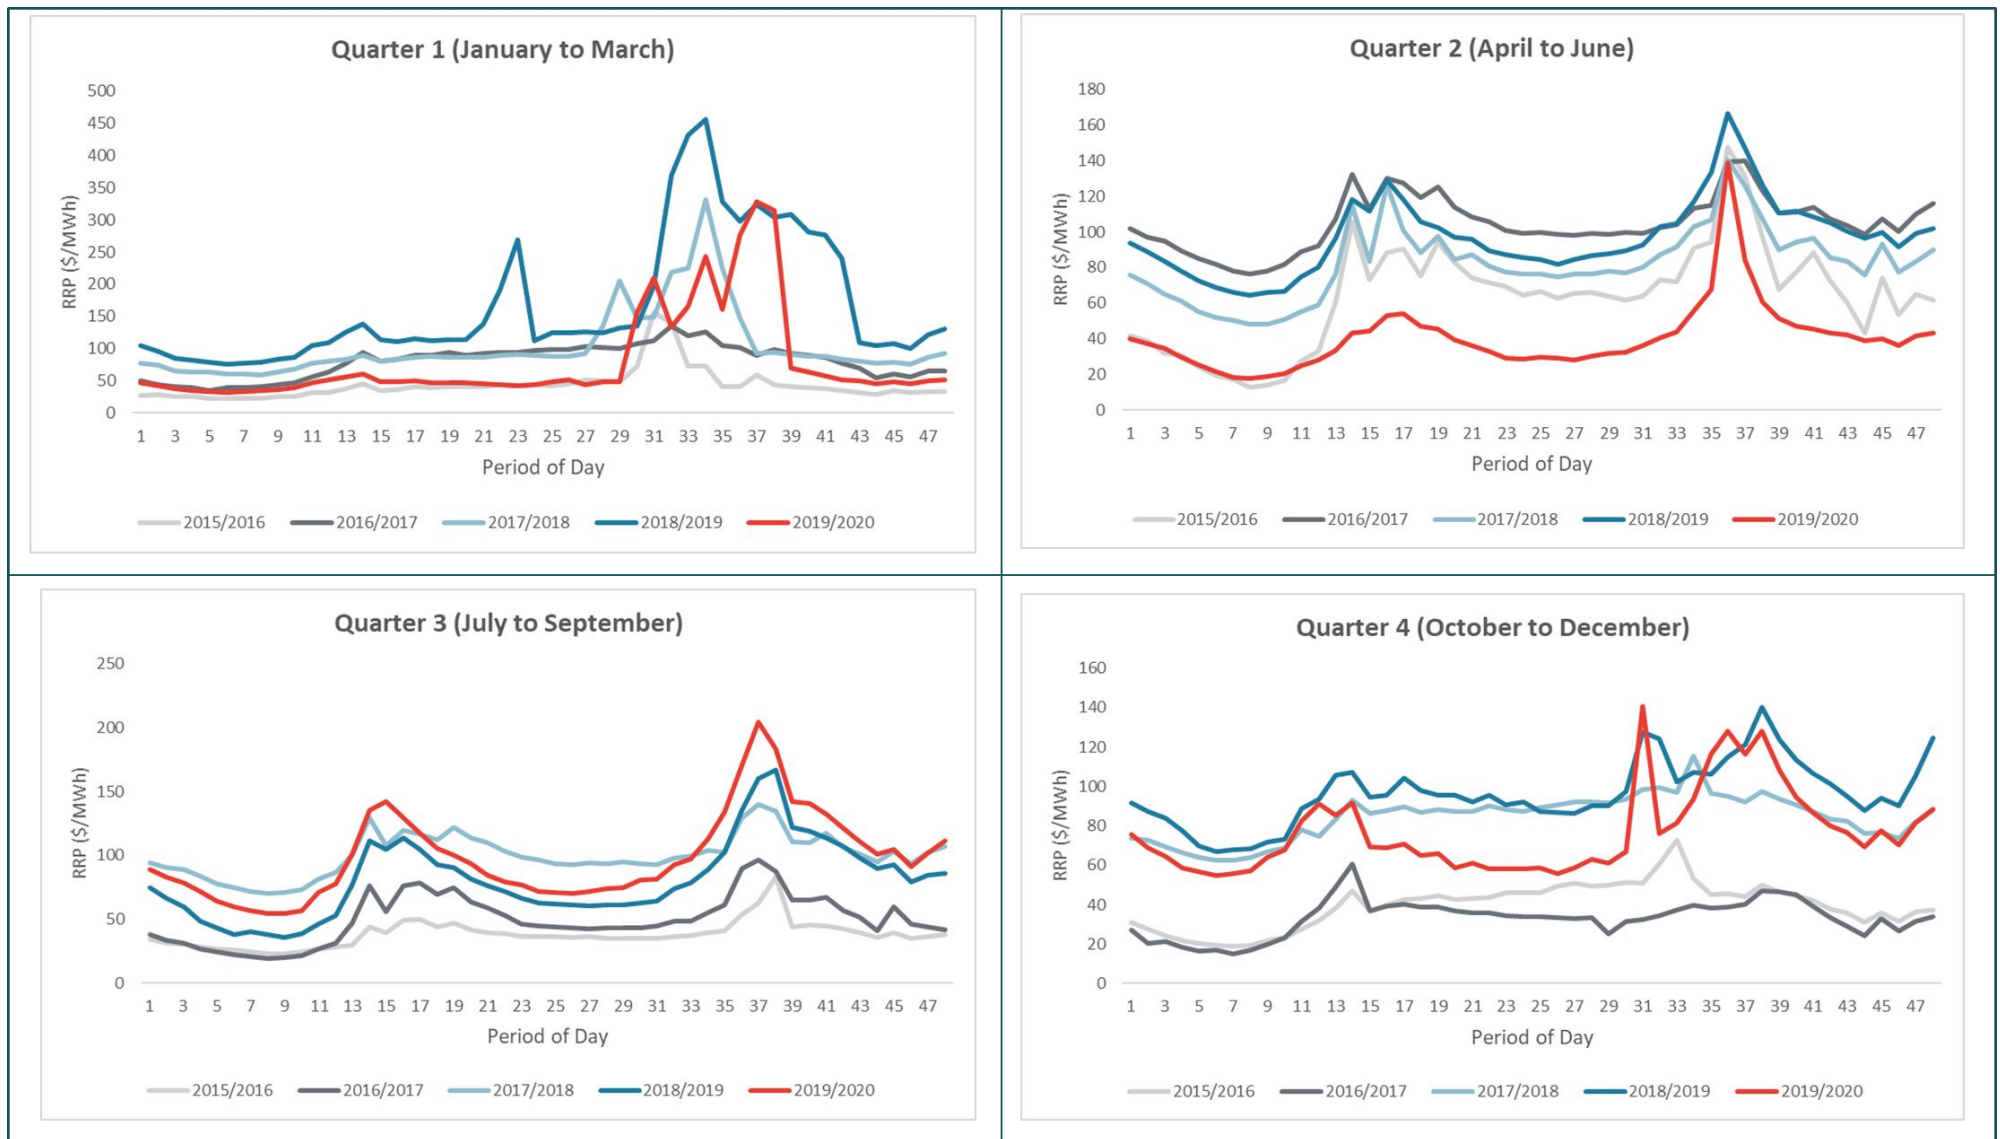 Quarter 1 (January to March)
RRP ($/MWh)
500
450
400
350
300
250
200
150
100
50
0
1 3 5 7 9 11 13 15 17 19 21 23 25 27 29 31 33 35 37 39 41 43 45 47
Period of Day
2015/2016 2016/2017 2017/2018 2018/2019 2019/2020
Quarter 2 (April to June)
RRP ($/MWh)
180
160
140
120
100
80
60
40
20
0
1 3 5 7 9 11 13 15 17 19 21 23 25 27 29 31 33 35 37 39 41 43 45 47
Period of Day
2015/2016 2016/2017 2017/2018 2018/2019 2019/2020
Quarter 3 (July to September)
RRP ($/MWh)
250
200
150
100
50
0
1 3 5 7 9 11 13 15 17 19 21 23 25 27 29 31 33 35 37 39 41 43 45 47
Period of Day
2015/2016 2016/2017 2017/2018 2018/2019 2019/2020
Quarter 4 (October to December)
RRP ($/MWh)
160
140
120
100
80
60
40
20
0
1 3 5 7 9 11 13 15 17 19 21 23 25 27 29 31 33 35 37 39 41 43 45 47
Period of Day
2015/2016 2016/2017 2017/2018 2018/2019 2019/2020